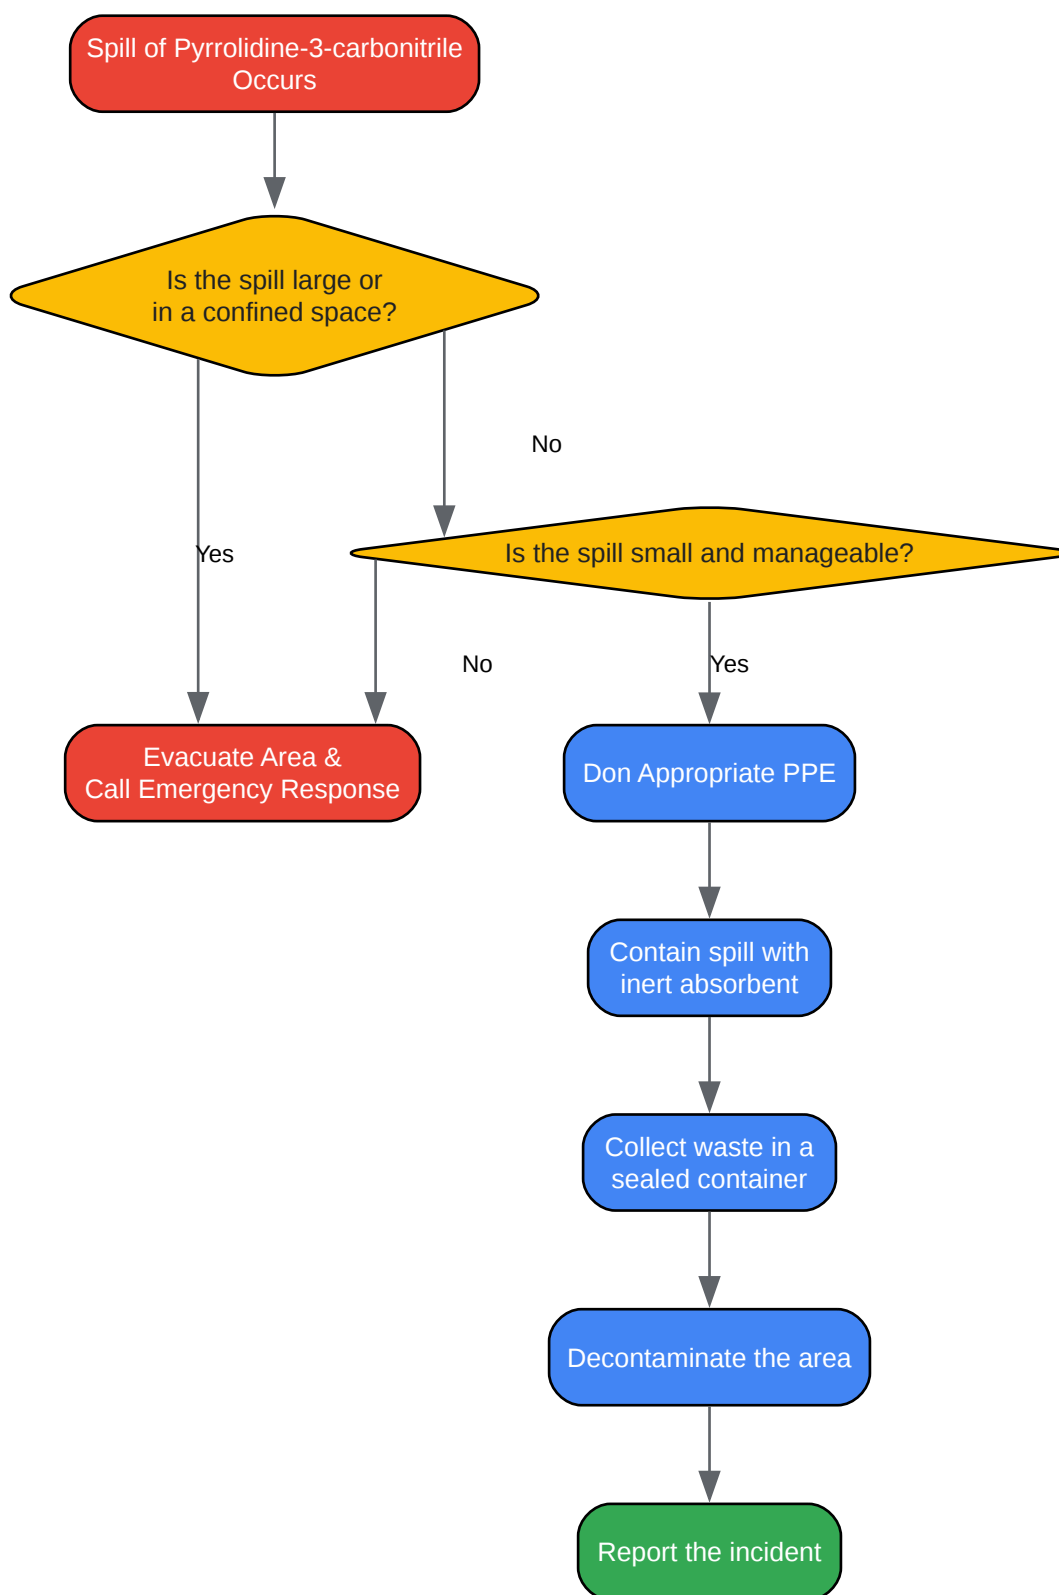 Spill of Pyrrolidine-3-carbonitrile
Occurs
Is the spill large or
in a confined space?
No
Yes
Is the spill small and manageable?
No
Yes
Evacuate Area &
Call Emergency Response
Don Appropriate PPE
Contain spill with
inert absorbent
Collect waste in a
sealed container
Decontaminate the area
Report the incident